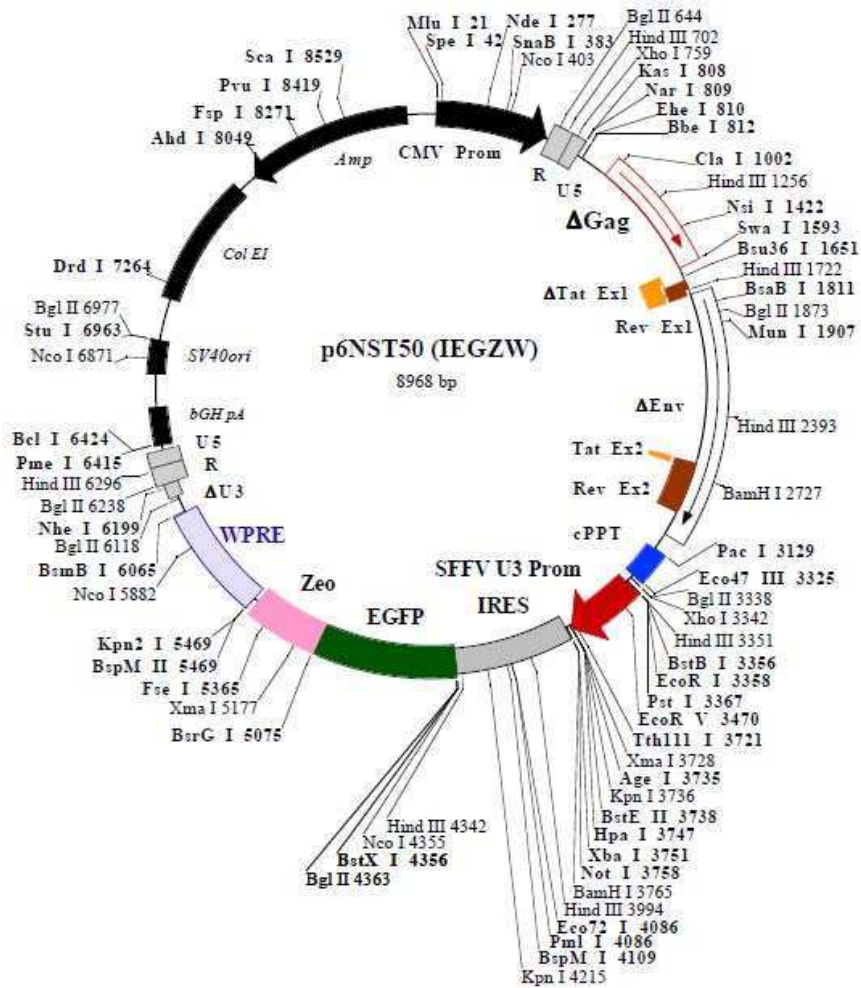 Mlu I 21
Spe I 42
Nde I 277
SnaB I 383
Nco I 403
Bgl II 644
Hind III 702
Xho I 759
Kas I 808
Nar I 809
Ehe I 810
Bbe I 812
Cla I 1002
Hind III 1256
Nsi I 1422
Swa I 1593
Bsu36 I 1651
Hind III 1722
BsaB I 1811
Bgl II 1873
Mun I 1907
Hind III 2393
BamH I 2727
Pac I 3129
Eco47 III 3325
Bgl II 3338
Xho I 3342
Hind III 3351
BstB I 3356
EcoR I 3358
Pst I 3367
EcoR V 3470
Tth111 I 3721
Xma I 3728
Age I 3735
Kpn I 3736
BstE II 3738
Hpa I 3747
Xba I 3751
Not I 3758
BamH I 3765
Hind III 3994
Eco72 I 4086
Pml I 4086
BspM I 4109
Kpn I 4215
Hind III 4342
Nco I 4355
BstX I 4356
Bgl II 4363
BsrG I 5075
Xma I 5177
Fse I 5365
BspM II 5469
Kpn2 I 5469
Nco I 5882
BsmB I 6065
Bgl II 6118
Nhe I 6199
Bgl II 6238
Hind III 6296
Pme I 6415
Bcl I 6424
Nco I 6871
Stu I 6963
Bgl II 6977
Drd I 7264
Ahd I 8049
Fsp I 8271
Pvu I 8419
Sca I 8529
Amp
CMV Prom
R
U5
ΔGag
ΔTat Ex1
Rev Ex1
ΔEnv
Tat Ex2
Rev Ex2
cPPT
SFFV U3 Prom
IRES
EGFP
Zeo
WPRE
ΔU3
R
U5
bGH pA
SV40ori
Col EI
p6NST50 (IEGZW)
8968 bp